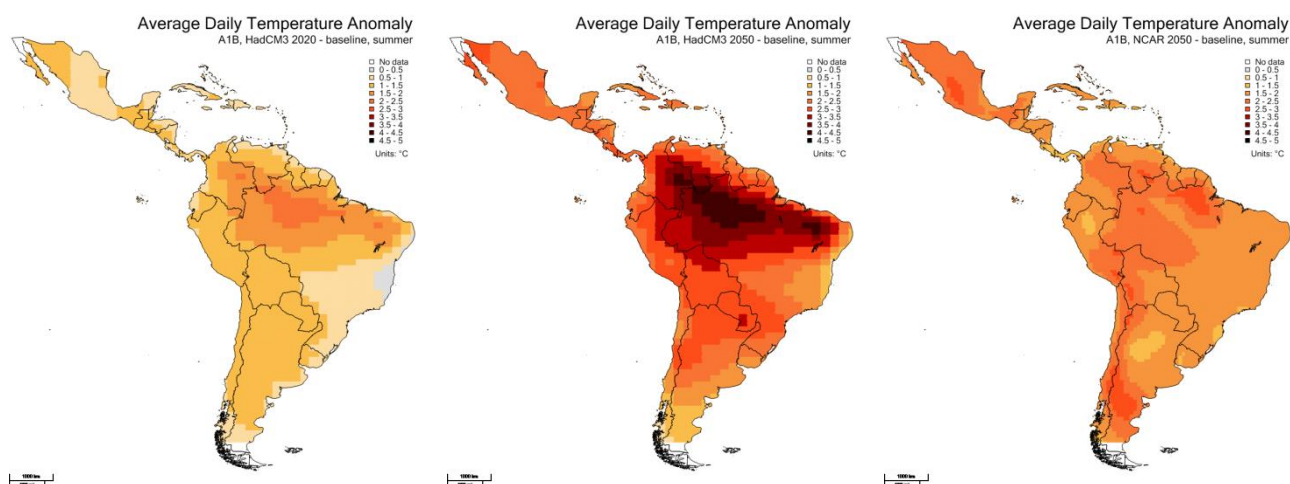 Average Daily Temperature Anomaly
A1B, HadCM3 2020 - baseline, summer
No data
0 - 0.5
0.5 - 1
1 - 1.5
1.5 - 2
2 - 2.5
2.5 - 3
3 - 3.5
3.5 - 4
4 - 4.5
4.5 - 5
Units: °C
1000 km
Average Daily Temperature Anomaly
A1B, HadCM3 2050 - baseline, summer
No data
0 - 0.5
0.5 - 1
1 - 1.5
1.5 - 2
2 - 2.5
2.5 - 3
3 - 3.5
3.5 - 4
4 - 4.5
4.5 - 5
Units: °C
1000 km
Average Daily Temperature Anomaly
A1B, NCAR 2050 - baseline, summer
No data
0 - 0.5
0.5 - 1
1 - 1.5
1.5 - 2
2 - 2.5
2.5 - 3
3 - 3.5
3.5 - 4
4 - 4.5
4.5 - 5
Units: °C
1000 km